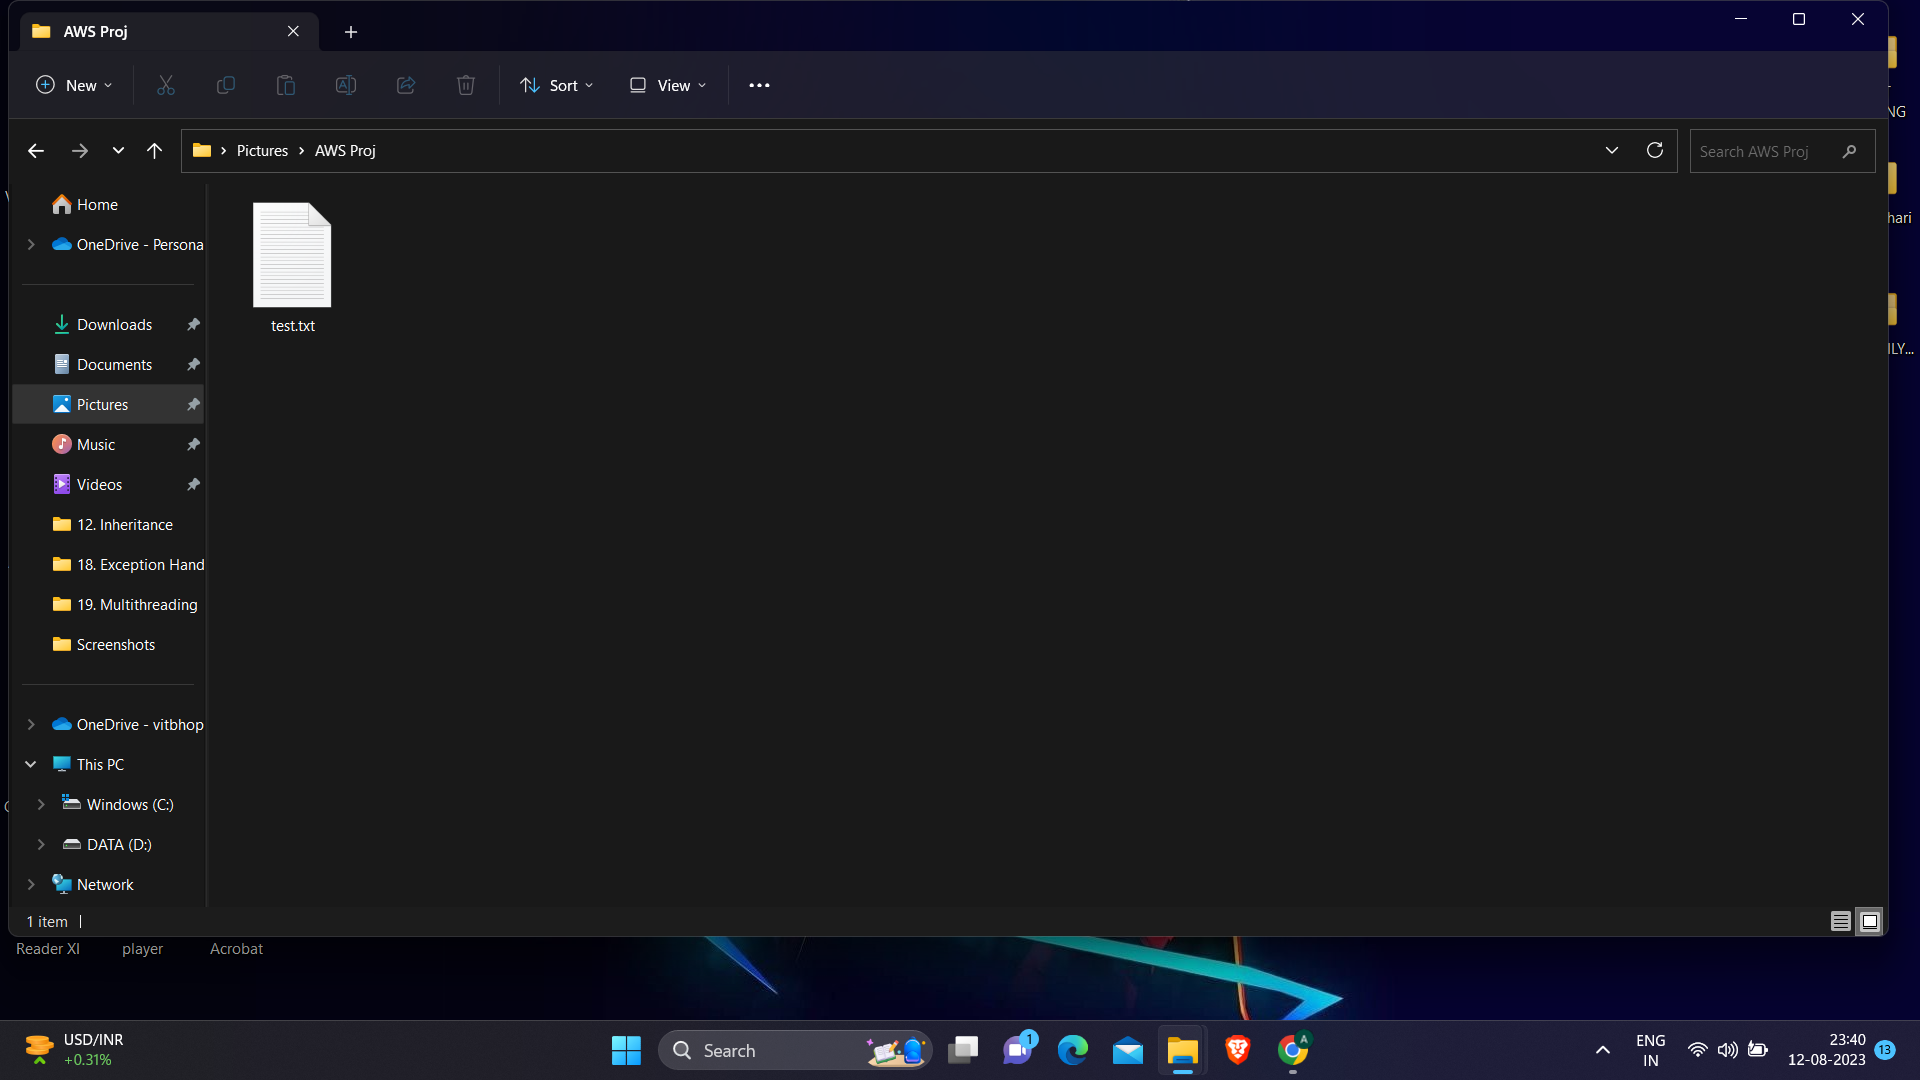 AWS Proj
New
Sort
View
Pictures
AWS Proj
Search AWS Proj
Home
OneDrive - Persona
Downloads
Documents
Pictures
Music
Videos
12. Inheritance
18. Exception Hand
19. Multithreading
Screenshots
OneDrive - vitbhop
This PC
Windows (C:)
DATA (D:)
Network
test.txt
1 item
NG
hari
ILY...
Reader XI
player
Acrobat
USD/INR
+0.31%
Search
1
A
ENG
IN
23:40
12-08-2023
13